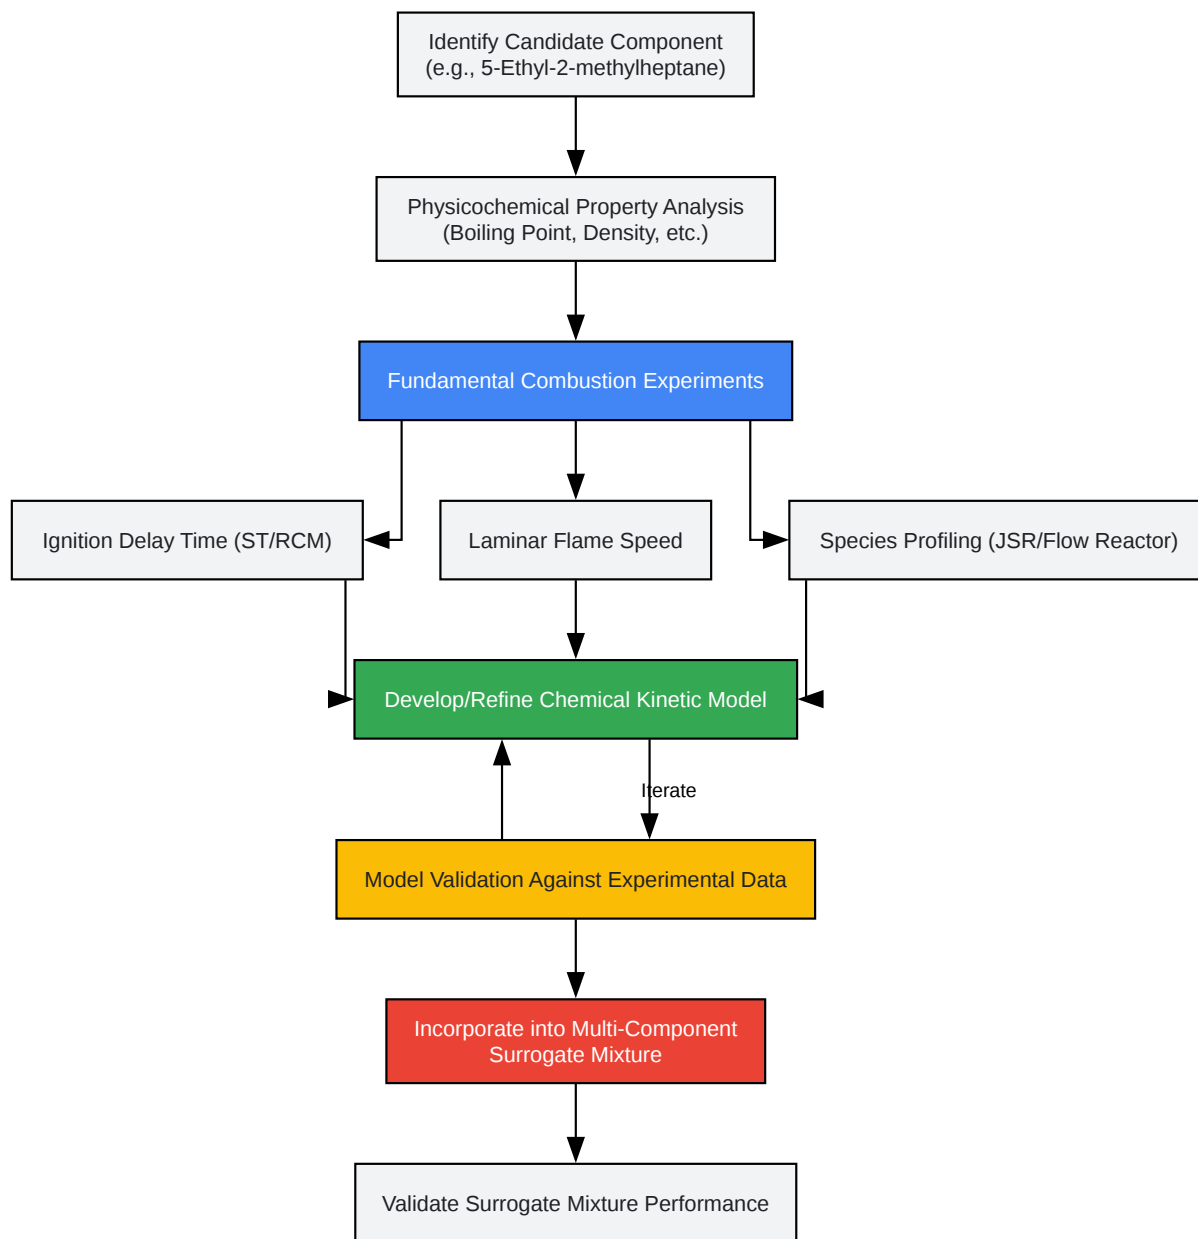 Identify Candidate Component
(e.g., 5-Ethyl-2-methylheptane)
Physicochemical Property Analysis
(Boiling Point, Density, etc.)
Fundamental Combustion Experiments
Ignition Delay Time (ST/RCM)
Laminar Flame Speed
Species Profiling (JSR/Flow Reactor)
Develop/Refine Chemical Kinetic Model
Iterate
Model Validation Against Experimental Data
Incorporate into Multi-Component
Surrogate Mixture
Validate Surrogate Mixture Performance